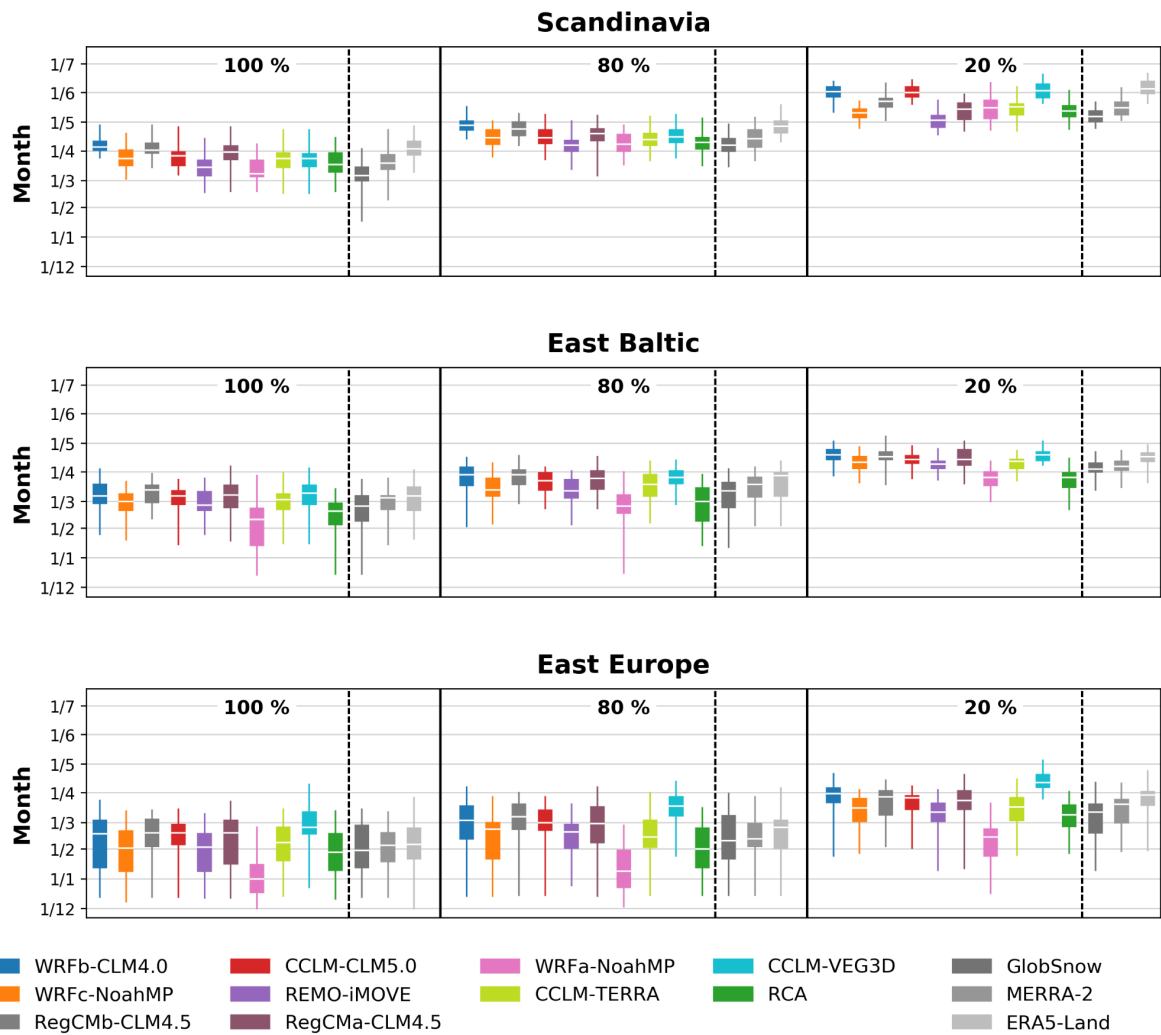 Scandinavia
100 % 80 % 20 %
1/7
1/6
1/5
1/4
1/3
1/2
1/1
1/12
Month
East Baltic
100 % 80 % 20 %
1/7
1/6
1/5
1/4
1/3
1/2
1/1
1/12
Month
East Europe
100 % 80 % 20 %
1/7
1/6
1/5
1/4
1/3
1/2
1/1
1/12
Month
WRFb-CLM4.0 CCLM-CLM5.0 WRFa-NoahMP CCLM-VEG3D GlobSnow
WRFc-NoahMP REMO-iMOVE CCLM-TERRA RCA MERRA-2
RegCMb-CLM4.5 RegCMa-CLM4.5 ERA5-Land